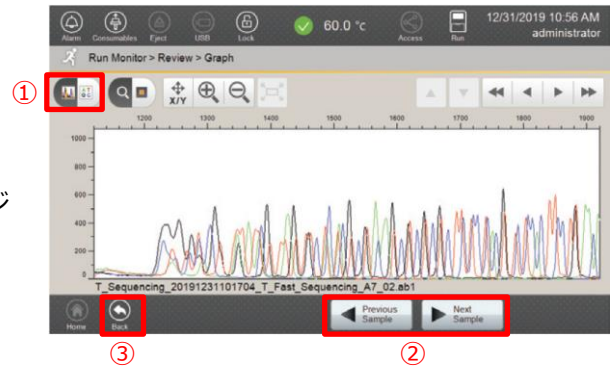 Alarm Consumables Eject USB Lock 60.0 °c Access Run 12/31/2019 10:56 AM
administrator
Run Monitor > Review > Graph
①
X/Y
1200 1300 1400 1500 1600 1700 1800 1900
1000
800
600
400
200
0
ジ
T_Sequencing_20191231101704_T_Fast_Sequencing_A7_02.ab1
Home Back Previous Sample Next Sample
③ ②